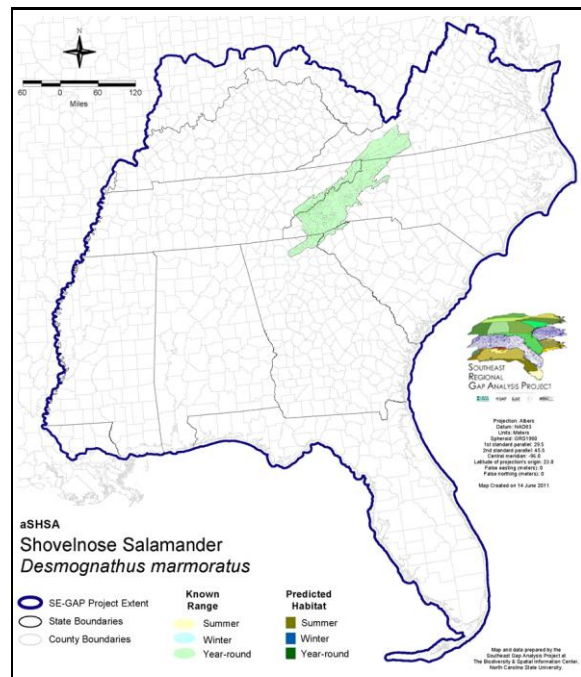 N
60 0 60 120
Miles
SOUTHEAST
REGIONAL
GAP ANALYSIS PROJECT
Projection: Albers
Datum: NAD83
Units: Meters
Spheroid: GRS1980
1st standard parallel: 29.5
2nd standard parallel: 45.5
Central meridian: -96.0
Latitude of projection's origin: 23.0
False easting (meters): 0
False northing (meters): 0
Map Created on 14 June 2011
aSHSA
Shovelnose Salamander
Desmognathus marmoratus
SE-GAP Project Extent
State Boundaries
County Boundaries
Known
Range
Summer
Winter
Year-round
Predicted
Habitat
Summer
Winter
Year-round
Map and data prepared by the
Southeast Gap Analysis Project at
The Biodiversity & Spatial Information Center,
North Carolina State University.